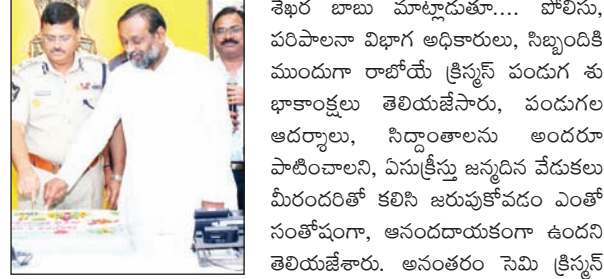 శేఖర బాబు మాట్లాడుతూ.... పోలీసు,
పరిపాలనా విభాగ అధికారులు, సిబ్బందికి
ముందుగా రాబోయే క్రిస్మస్ పండుగ శు
భాకాంక్షలు తెలియజేసారు, పండుగల
ఆదర్శాలు, సిద్దాంతాలను అందరూ
పాటించాలని, ఏసుక్రీస్తు జన్మదిన వేడుకలు
మీరందరితో కలిసి జరుపుకోవడం ఎంతో
సంతోషంగా, ఆనందదాయకంగా ఉందని
తెలియజేశారు. అనంతరం సెమి క్రిస్మస్